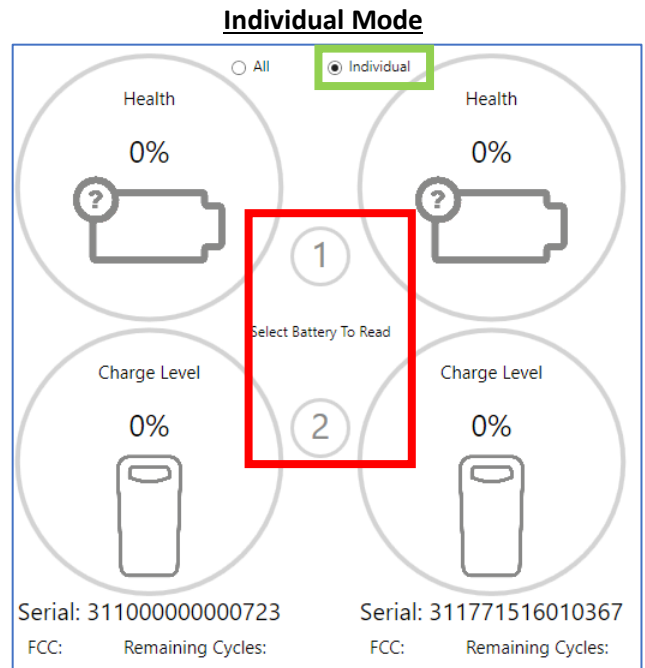 Individual Mode
All Individual
Health Health
0% 0%
? ?
1
Select Battery To Read
Charge Level Charge Level
0% 0%
2
Serial: 311000000000723 Serial: 311771516010367
FCC: Remaining Cycles: FCC: Remaining Cycles: